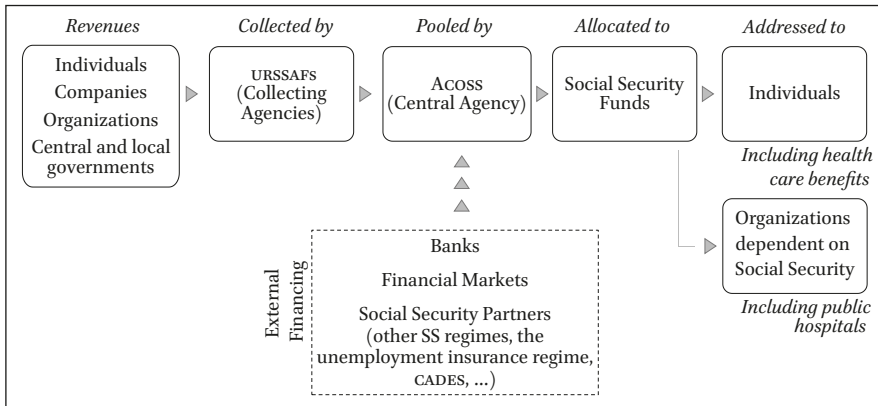 Revenues
Individuals
Companies
Organizations
Central and local
governments
Collected by
URSSAFs
(Collecting
Agencies)
Pooled by
ACOSS
(Central Agency)
Allocated to
Social Security
Funds
Addressed to
Individuals
Including health
care benefits
Organizations
dependent on
Social Security
Including public
hospitals
External
Financing
Banks
Financial Markets
Social Security Partners
(other SS regimes, the
unemployment insurance regime,
CADES, ...)